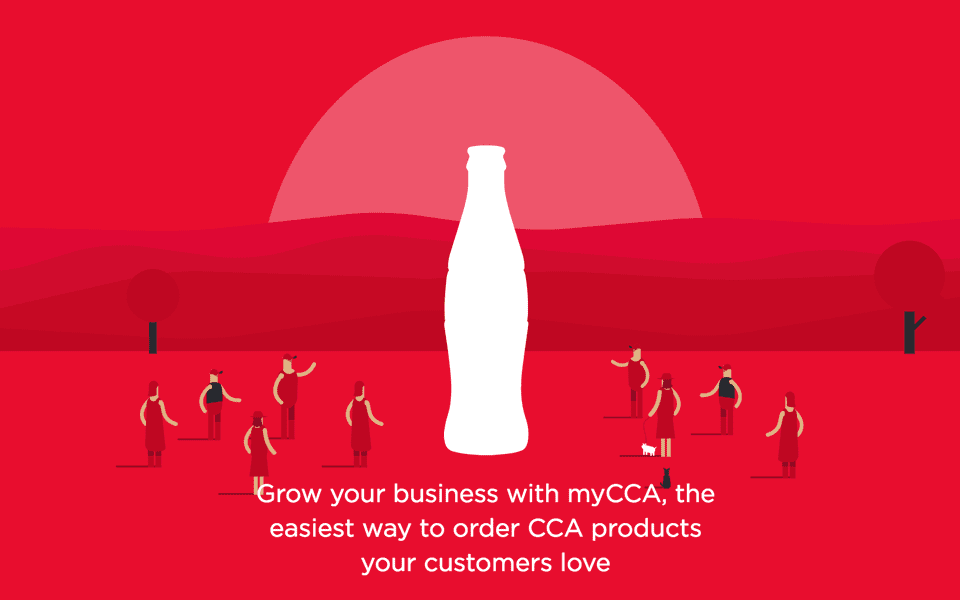 Grow your business with myCCA, the
easiest way to order CCA products
your customers love